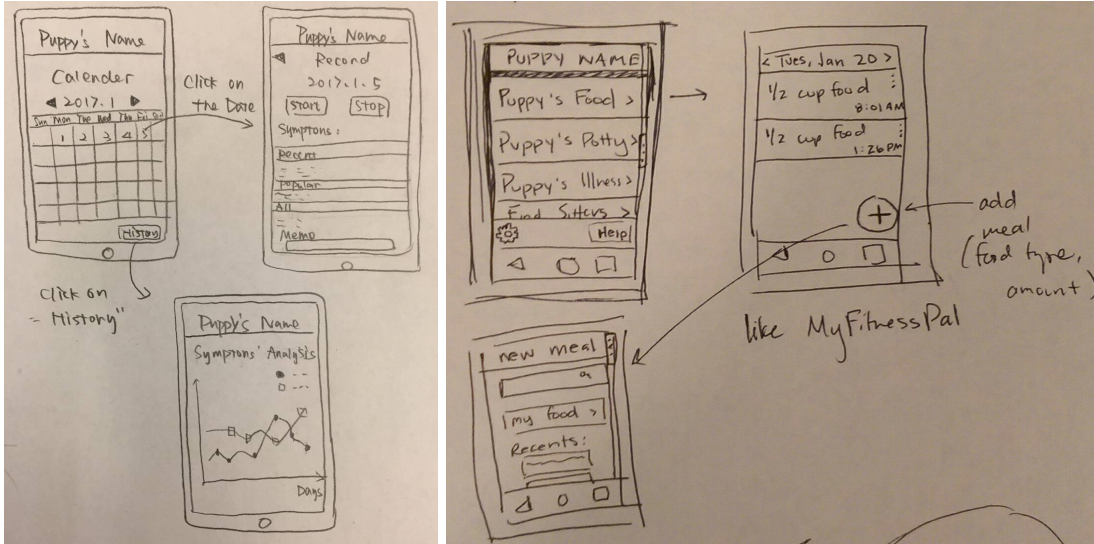 Puppy's Name
Calender
◀ 2017.1 ▶
Sun Mon Tue Wed Thu Fri Sat
1 2 3 4 5
History
Click on
the Date
Puppy's Name
◀ Record
2017.1.5
Start Stop
Symptoms:
Recent
Popular
All
Memo
Click on
"History"
Puppy's Name
Symptoms' Analysis
Days
PUPPY NAME
Puppy's Food >
Puppy's Potty >
Puppy's Illness >
Find Sitters >
Help
< Tues, Jan 20 >
1/2 cup food
8:01 AM
1/2 cup food
1:26 PM
+
add
meal
(food type,
amount)
like MyFitnessPal
new meal
my food >
Recents: